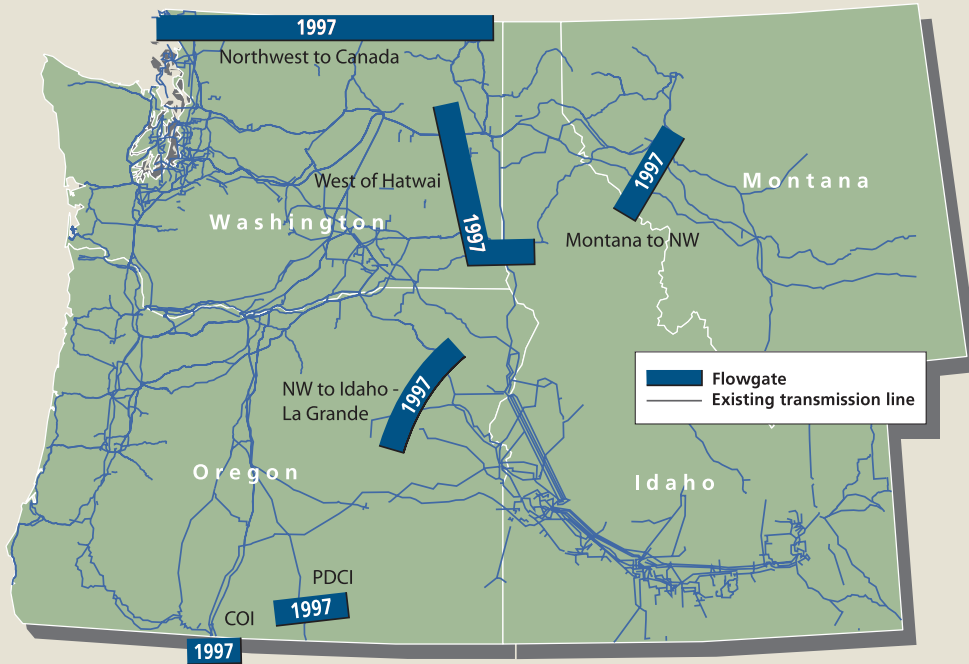 1997
Northwest to Canada
West of Hatwai
1997
1997
Montana
Washington
Montana to NW
NW to Idaho -
La Grande
1997
Flowgate
Existing transmission line
Oregon
Idaho
PDCI
1997
COI
1997